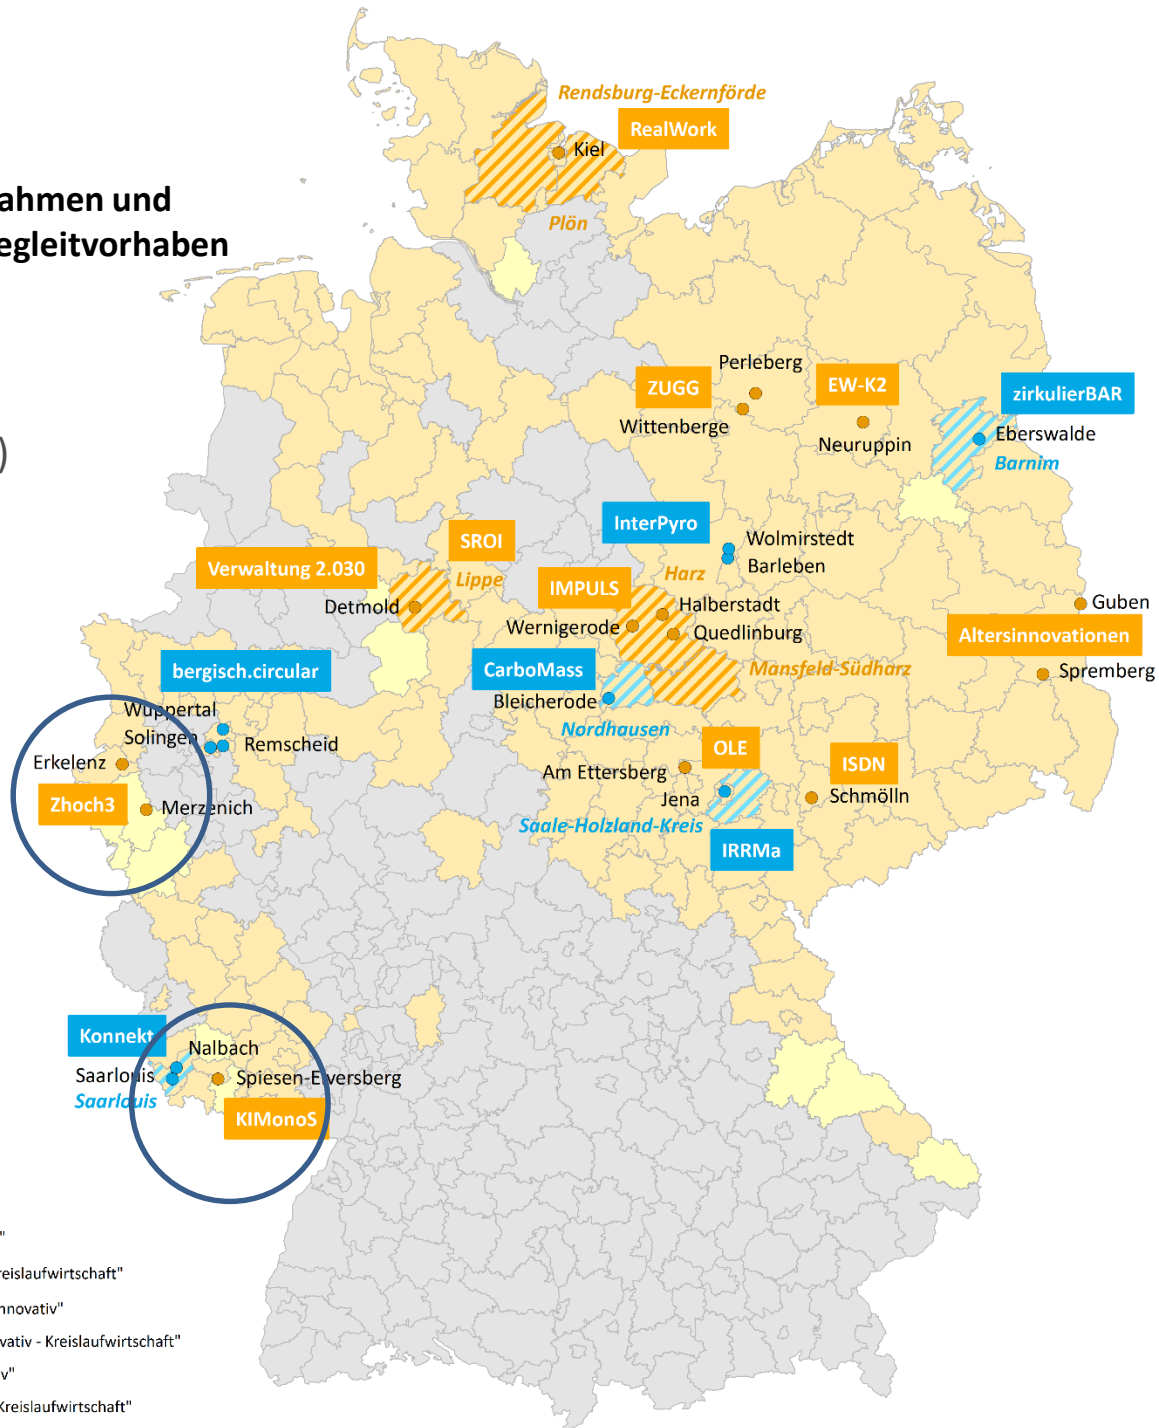 Rendsburg-Eckernförde
RealWork
Kiel
Plön
ahmen und
egleitvorhaben
)
Perleberg
ZUGG
EW-K2
zirkulierBAR
Wittenberge
Neuruppin
Eberswalde
Barnim
InterPyro
Wolmirstedt
Barleben
SROI
Verwaltung 2.030
Lippe
Harz
IMPULS
Detmold
Halberstadt
Wernigerode
Quedlinburg
Guben
Altersinnovationen
bergisch.circular
CarboMass
Mansfeld-Südharz
Spremberg
Bleicherode
Wuppertal
Nordhausen
Solingen
Remscheid
OLE
ISDN
Erkelenz
Am Ettersberg
Zhoch3
Merzenich
Jena
Schmölln
Saale-Holzland-Kreis
IRRMa
Konnekt
Nalbach
Saarlouis
Spiesen-Elversberg
Saarlouis
KIMonoS
"
reislaufwirtschaft"
nnovativ"
vativ - Kreislaufwirtschaft"
v"
Kreislaufwirtschaft"